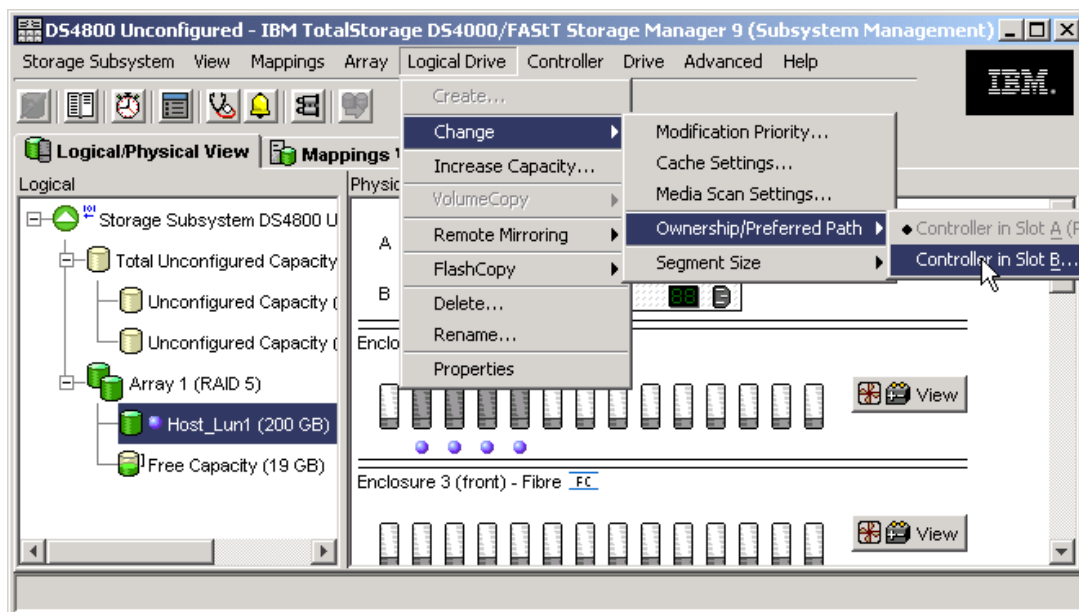 DS4800 Unconfigured - IBM TotalStorage DS4000/FAStT Storage Manager 9 (Subsystem Management)
Storage Subsystem View Mappings Array Logical Drive Controller Drive Advanced Help
IBM.
Logical/Physical View Mappings
Create...
Change
Increase Capacity...
VolumeCopy
Remote Mirroring
FlashCopy
Delete...
Rename...
Properties
Modification Priority...
Cache Settings...
Media Scan Settings...
Ownership/Preferred Path
Segment Size
Controller in Slot A (P
Controller in Slot B...
Logical
Storage Subsystem DS4800 U
Total Unconfigured Capacity
Unconfigured Capacity (
Unconfigured Capacity (
Array 1 (RAID 5)
Host_Lun1 (200 GB)
Free Capacity (19 GB)
Physic
A
B
88
Enclo
View
Enclosure 3 (front) - Fibre FC
View